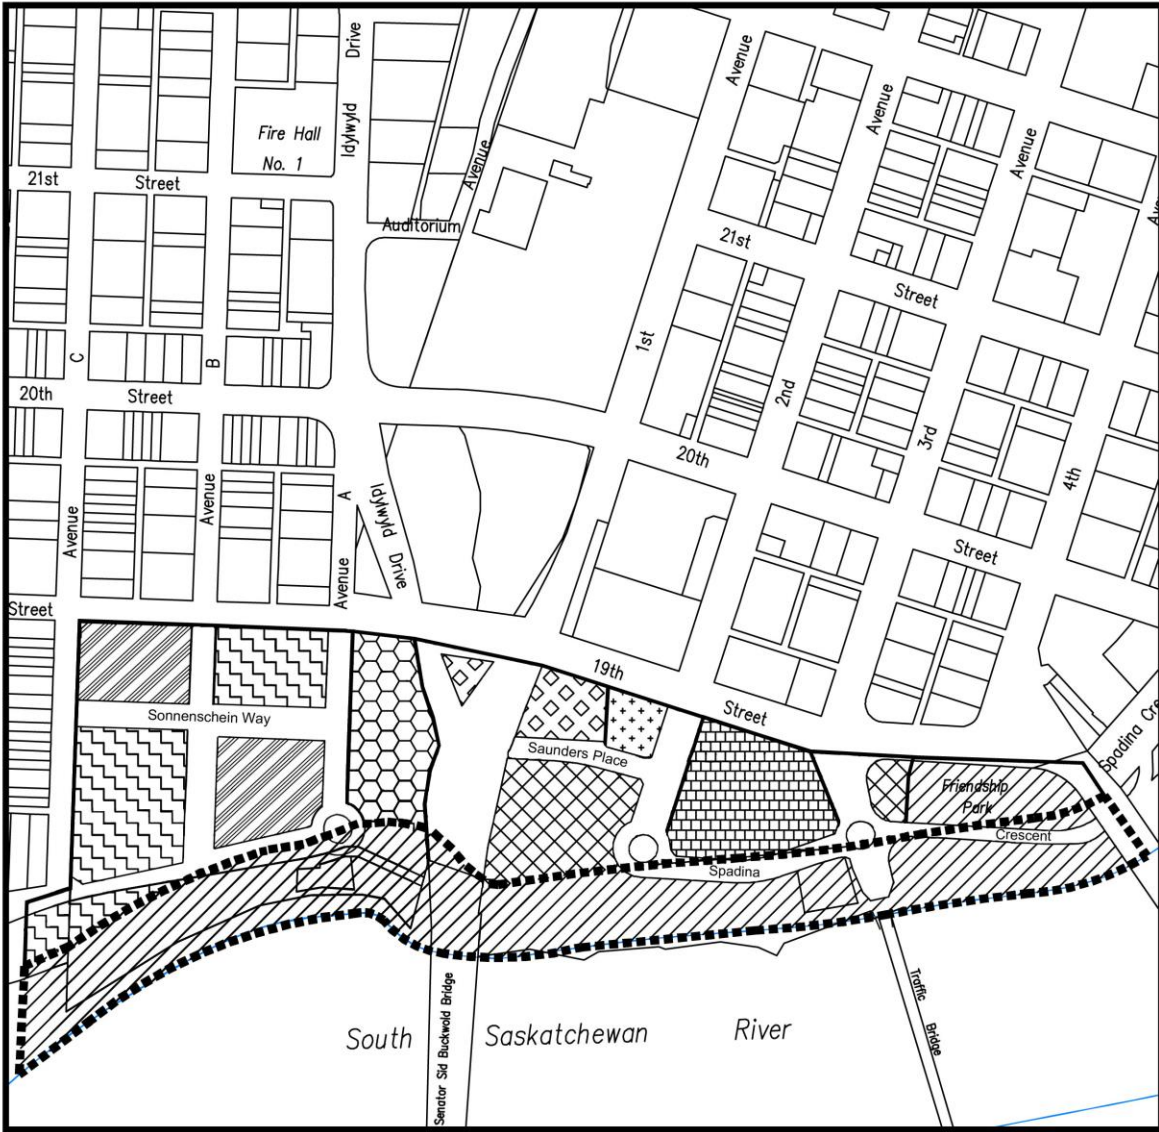 Drive
Idylwyld
Fire Hall
No. 1
Avenue
Avenue
Avenue
Avenue
21st
Street
Auditorium
21st
Street
C
B
1st
2nd
3rd
4th
20th
Street
20th
Street
Avenue
Avenue
A
Avenue
Idylwyld Drive
Street
19th
Street
Sonnenschein Way
Saunders Place
Spadina Cre
Friendship
Park
Crescent
Spadina
South Saskatchewan River
Senator Sid Buckwold Bridge
Traffic Bridge